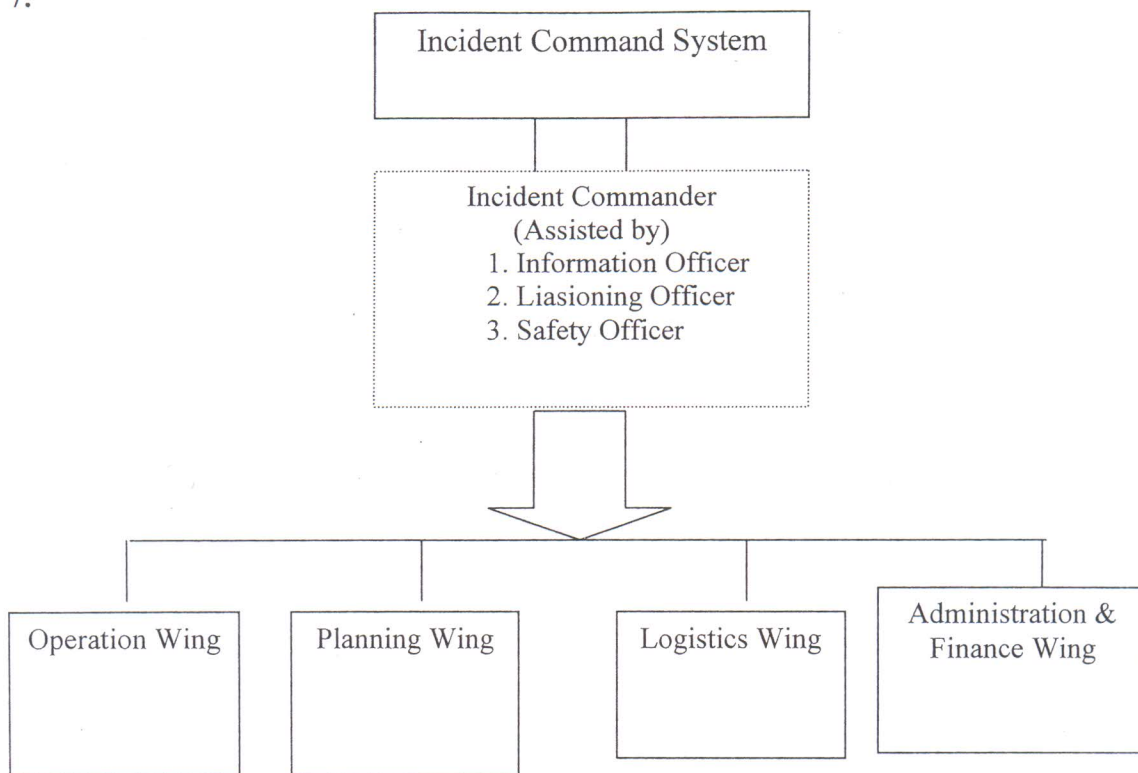 7.
Incident Command System
Incident Commander
(Assisted by)
1. Information Officer
2. Liasioning Officer
3. Safety Officer
Operation Wing
Planning Wing
Logistics Wing
Administration &
Finance Wing